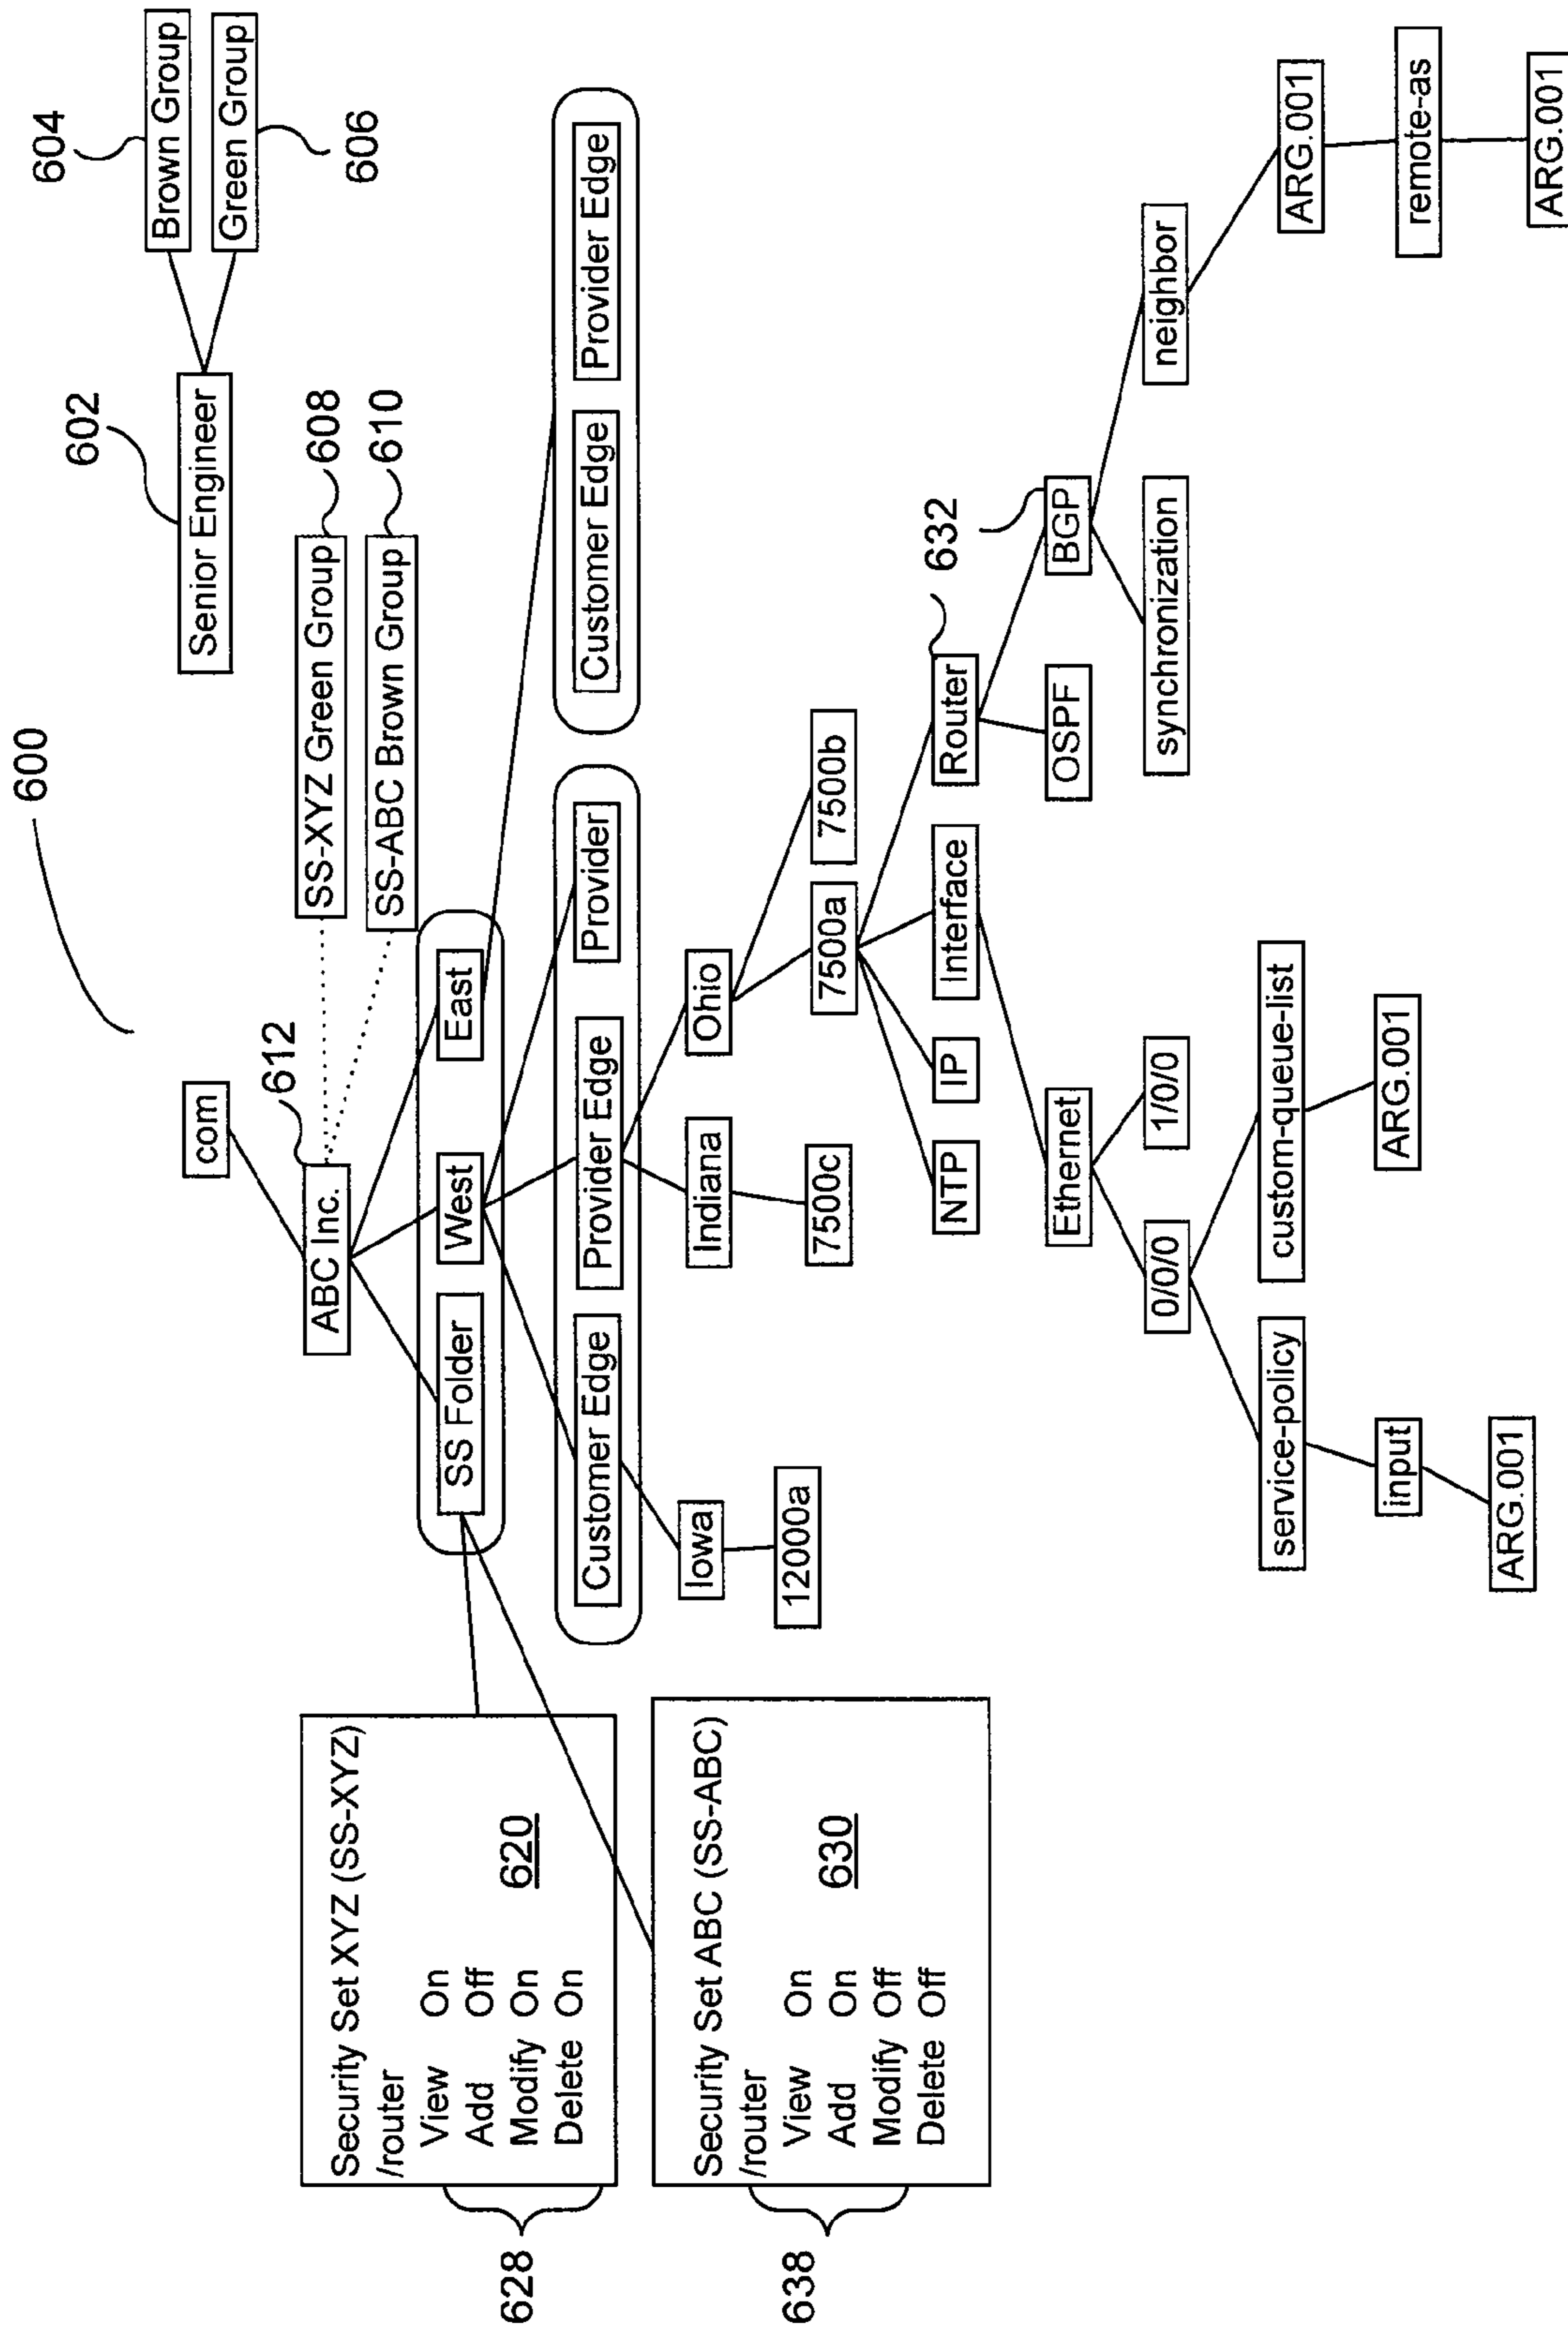 600
602
Senior Engineer
604
Brown Group
Green Group
606
com
612
ABC Inc.
SS-XYZ Green Group
608
SS-ABC Brown Group
610
SS Folder
West
East
Customer Edge
Provider Edge
Provider
Customer Edge
Provider Edge
Iowa
Indiana
Ohio
12000a
7500c
7500a
7500b
NTP
IP
Interface
Router
632
Ethernet
OSPF
BGP
0/0/0
1/0/0
synchronization
neighbor
service-policy
custom-queue-list
ARG.001
input
ARG.001
remote-as
ARG.001
ARG.001
Security Set XYZ (SS-XYZ)
/router
View On
Add Off
Modify On
Delete On
620
628
Security Set ABC (SS-ABC)
/router
View On
Add On
Modify Off
Delete Off
630
638